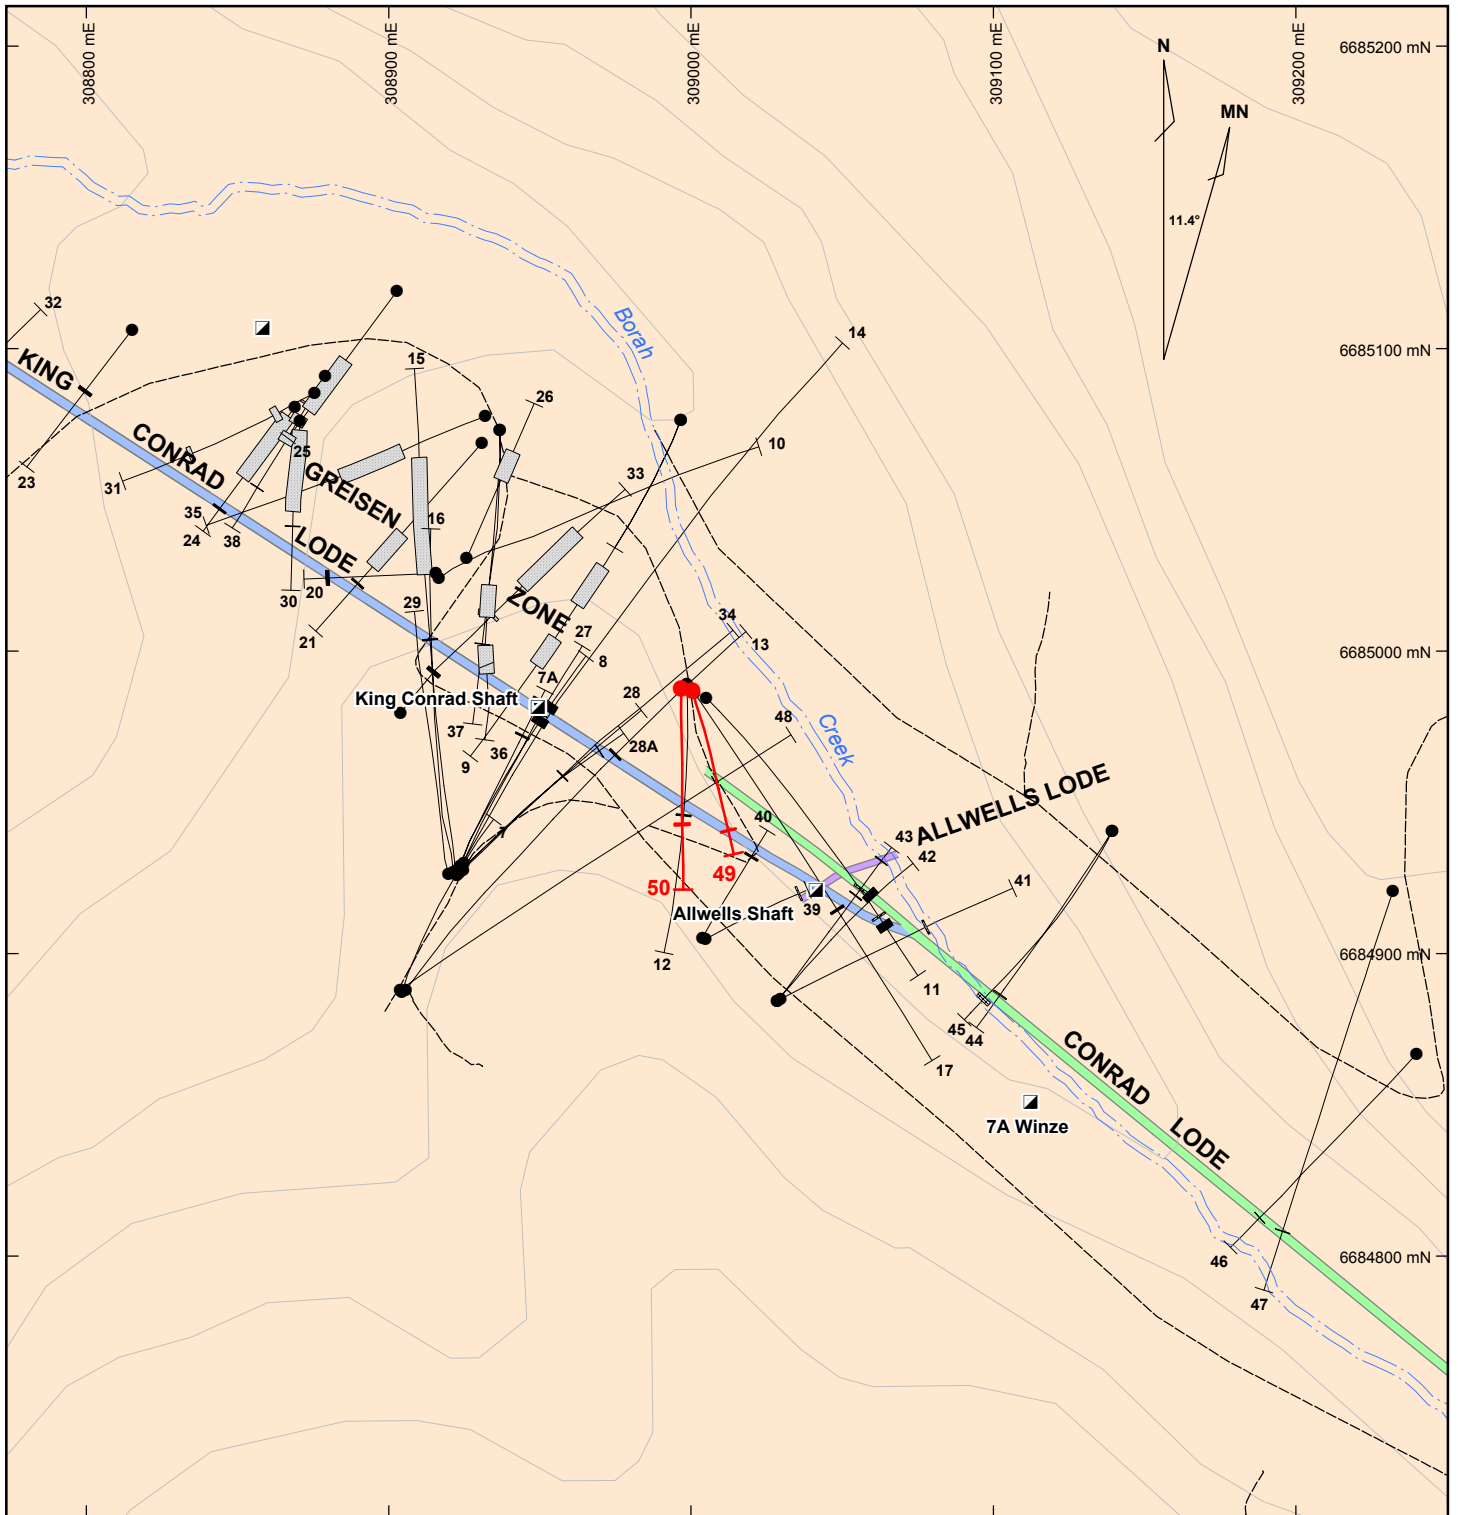 308800 mE
308900 mE
309000 mE
309100 mE
309200 mE
6685200 mN
N
MN
11.4°
32
Borah
14
6685100 mN
KING
15
26
CONRAD
10
25
33
GREISEN
23
31
35
16
24
38
LODE
20
30
29
ZONE
34
21
27
13
8
6685000 mN
7A
King Conrad Shaft
28
48
37
36
28A
Creek
9
ALLWELLS LODE
7
40
43
42
49
41
50
39
Allwells Shaft
12
6684900 mN
11
45
44
CONRAD
17
7A Winze
LODE
46
6684800 mN
47